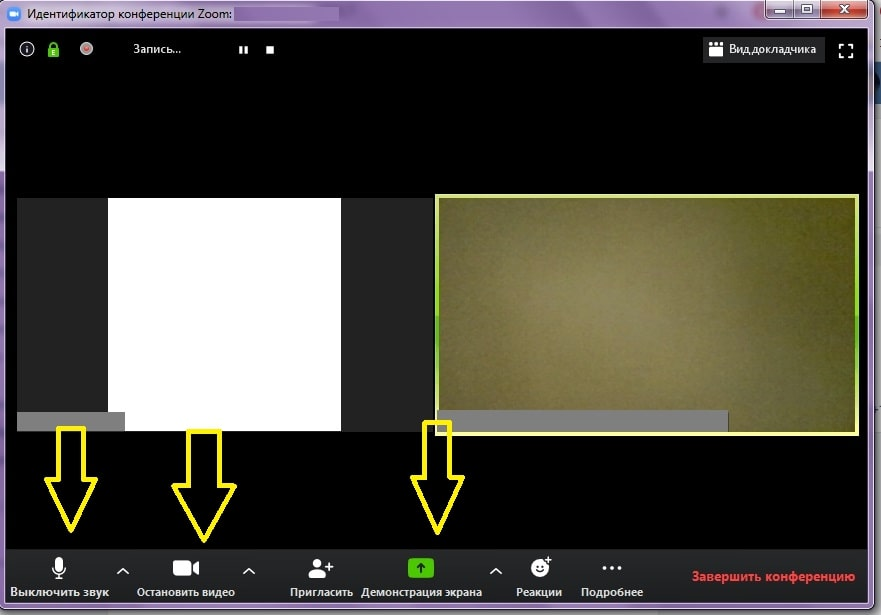 Идентификатор конференции Zoom:
Запись...
Вид докладчика
Выключить звук
Остановить видео
Пригласить
Демонстрация экрана
Реакции
Подробнее
Завершить конференцию